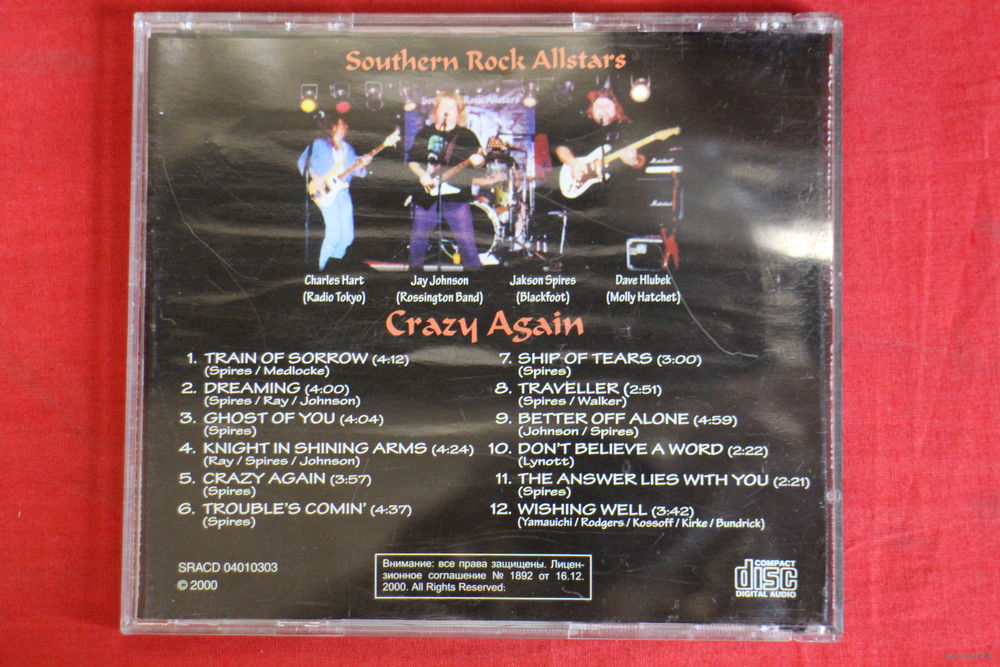 Southern Rock Allstars
Charles Hart
(Radio Tokyo)
Jay Johnson
(Rossington Band)
Jakson Spires
(Blackfoot)
Dave Hlubek
(Molly Hatchet)
Crazy Again
1. TRAIN OF SORROW (4:12)
(Spires / Medlocke)
2. DREAMING (4:00)
(Spires / Ray / Johnson)
3. GHOST OF YOU (4:04)
(Spires)
4. KNIGHT IN SHINING ARMS (4:24)
(Ray / Spires / Johnson)
5. CRAZY AGAIN (3:57)
(Spires)
6. TROUBLE'S COMIN' (4:37)
(Spires)
7. SHIP OF TEARS (3:00)
(Spires)
8. TRAVELLER (2:51)
(Spires / Walker)
9. BETTER OFF ALONE (4:59)
(Johnson / Spires)
10. DON'T BELIEVE A WORD (2:22)
(Lynott)
11. THE ANSWER LIES WITH YOU (2:21)
(Spires)
12. WISHING WELL (3:42)
(Yamauichi / Rodgers / Kossoff / Kirke / Bundrick)
SRACD 04010303
© 2000
Внимание: все права защищены. Лицен-
зионное соглашение № 1892 от 16.12.
2000. All Rights Reserved.
COMPACT
disc
DIGITAL AUDIO